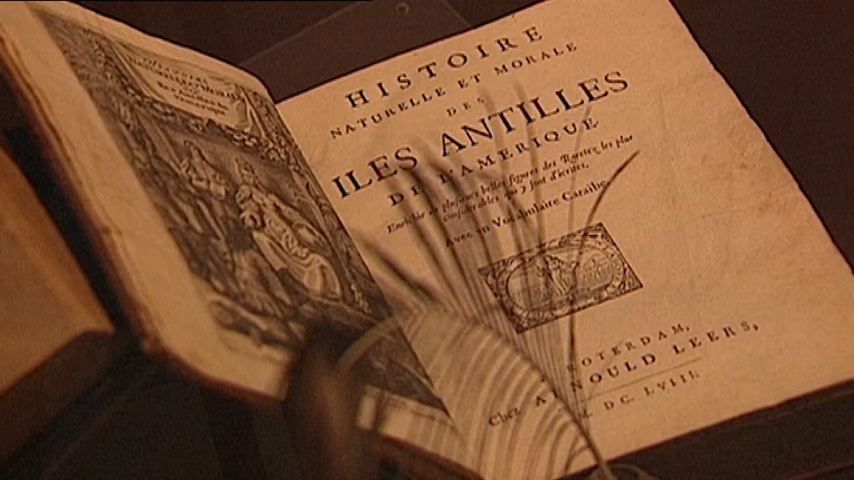 HISTOIRE
NATURELLE ET MORALE
DES
ILES ANTILLES
DE L'AMERIQUE
Enrichie de plusieurs belles figures des Raretez les plus
considerables qui y sont d'écrites.
Avec un Vocabulaire Caraïbe.
ROTERDAM,
Chez ARNOULD LEERS,
DC. LVIII.